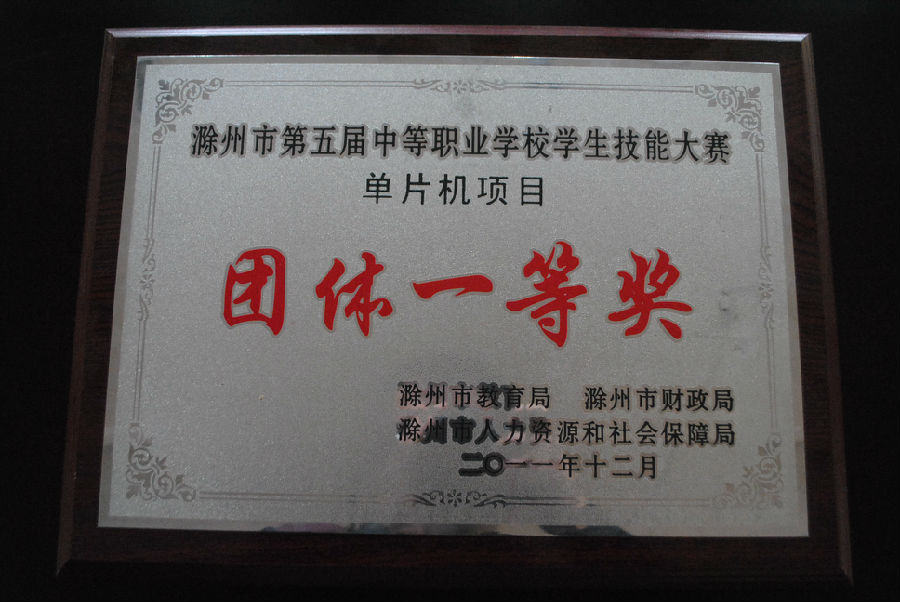 滁州市第五届中等职业学校学生技能大赛
单片机项目
团体一等奖
滁州市教育局 滁州市财政局
滁州市人力资源和社会保障局
二〇一一年十二月